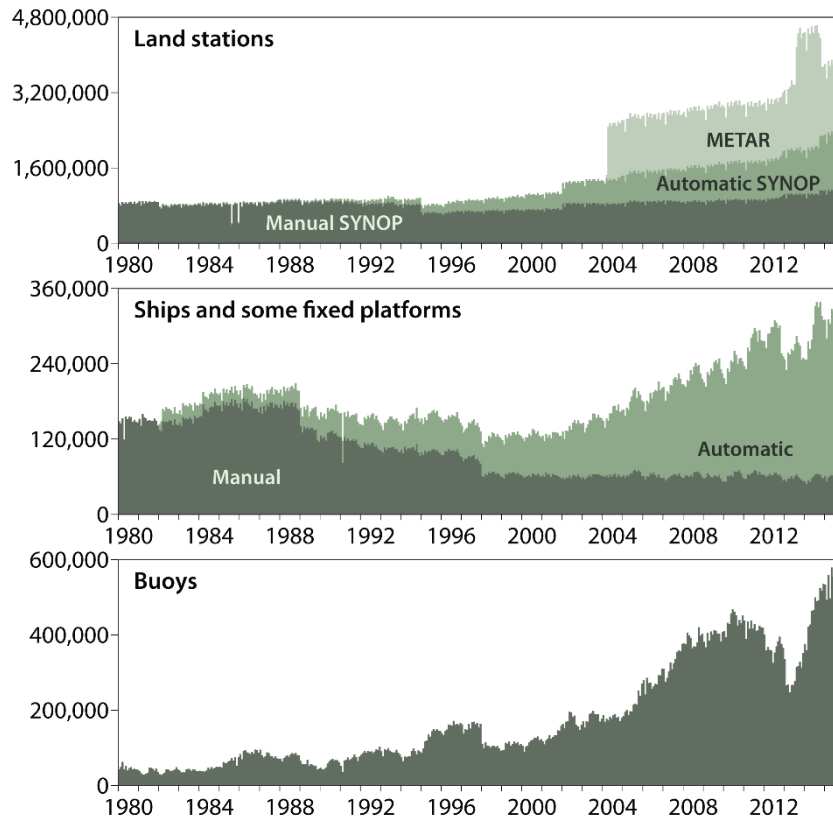 4,800,000
Land stations
3,200,000
METAR
1,600,000
Automatic SYNOP
Manual SYNOP
0
1980 1984 1988 1992 1996 2000 2004 2008 2012
360,000
Ships and some fixed platforms
240,000
120,000
Automatic
Manual
0
1980 1984 1988 1992 1996 2000 2004 2008 2012
600,000
Buoys
400,000
200,000
0
1980 1984 1988 1992 1996 2000 2004 2008 2012